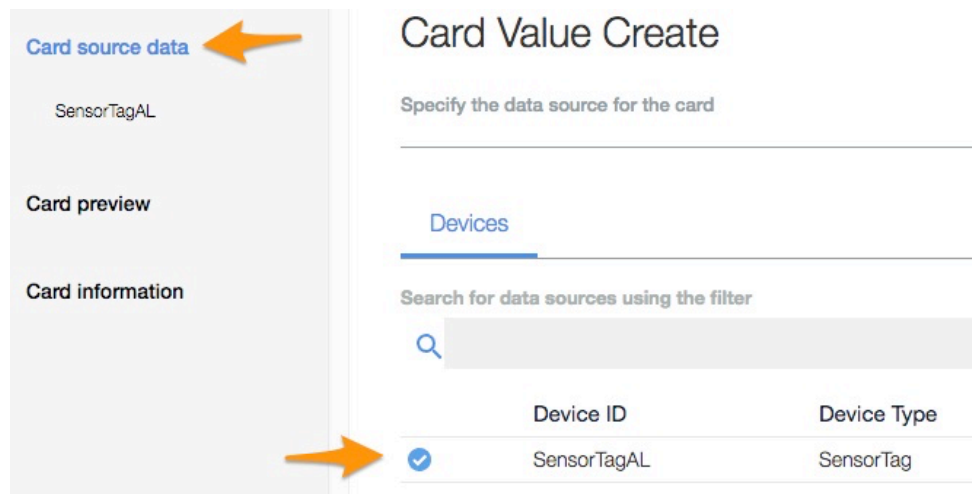 Card source data
SensorTagAL
Card preview
Card information
Card Value Create
Specify the data source for the card
Devices
Search for data sources using the filter
Device ID Device Type
SensorTagAL SensorTag